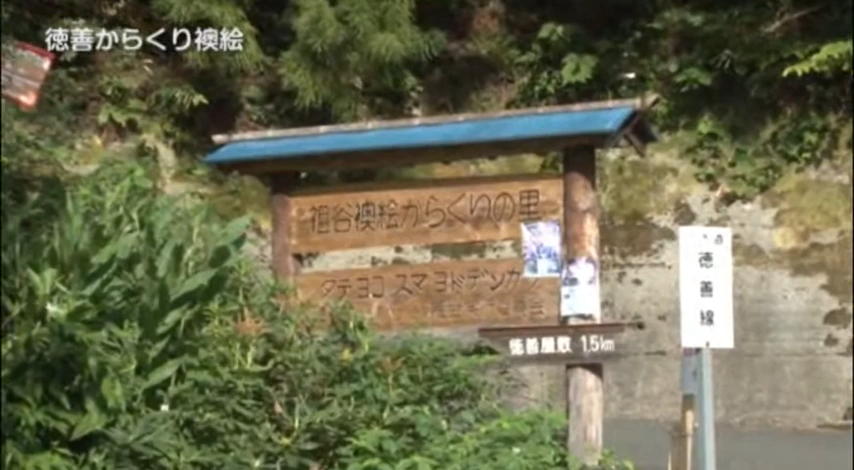 徳善からくり襖絵
祖谷襖絵からくりの里
タテヨコ スマ ヨドデンカン
徳善屋敷 1.5km
徳善線